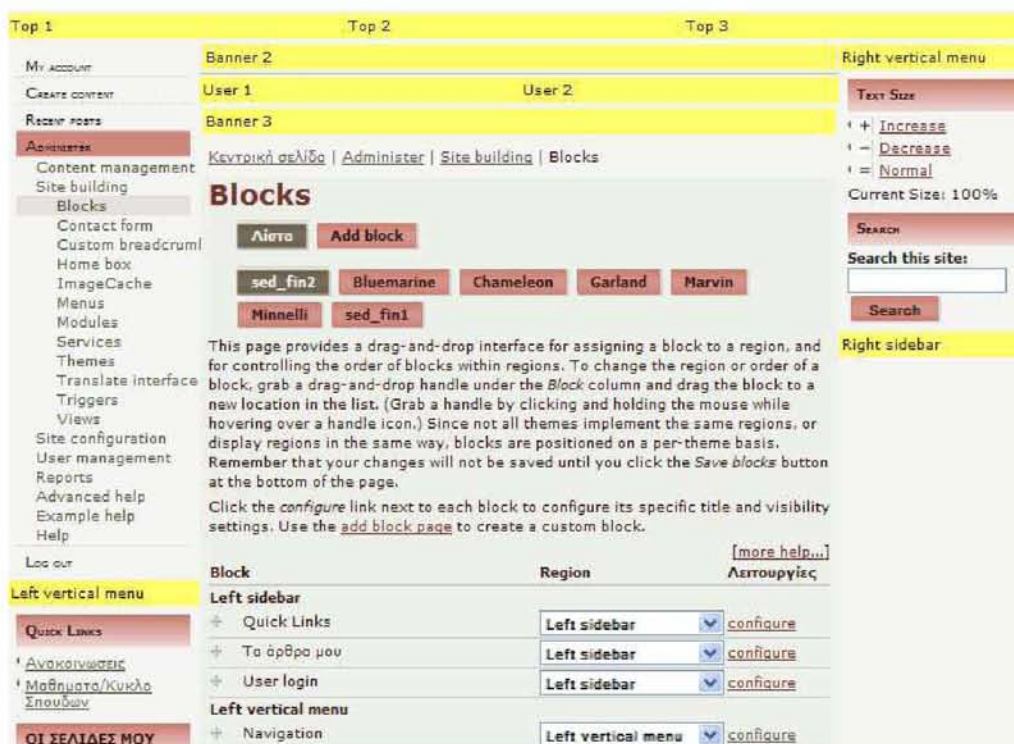 Top 1 Top 2 Top 3
My account
Create content
Recent posts
Administer
Content management
Site building
Blocks
Contact form
Custom breadcruml
Home box
ImageCache
Menus
Modules
Services
Themes
Translate interface
Triggers
Views
Site configuration
User management
Reports
Advanced help
Example help
Help
Log out
Left vertical menu
Quick Links
Ανακοινωσεις
Μαθηματα/Κυκλο
Σπουδων
ΟΙ ΣΕΛΙΔΕΣ ΜΟΥ
Banner 2
User 1 User 2
Banner 3
Κεντρική σελίδα | Administer | Site building | Blocks
Blocks
Λίστα Add block
sed_fin2 Bluemarine Chameleon Garland Marvin
Minnelli sed_fin1
This page provides a drag-and-drop interface for assigning a block to a region, and
for controlling the order of blocks within regions. To change the region or order of a
block, grab a drag-and-drop handle under the Block column and drag the block to a
new location in the list. (Grab a handle by clicking and holding the mouse while
hovering over a handle icon.) Since not all themes implement the same regions, or
display regions in the same way, blocks are positioned on a per-theme basis.
Remember that your changes will not be saved until you click the Save blocks button
at the bottom of the page.
Click the configure link next to each block to configure its specific title and visibility
settings. Use the add block page to create a custom block.
[more help...]
Block Region Λειτουργίες
Left sidebar
Quick Links Left sidebar configure
Τα άρθρα μου Left sidebar configure
User login Left sidebar configure
Left vertical menu
Navigation Left vertical menu configure
Right vertical menu
Text Size
+ Increase
− Decrease
= Normal
Current Size: 100%
Search
Search this site:
Search
Right sidebar